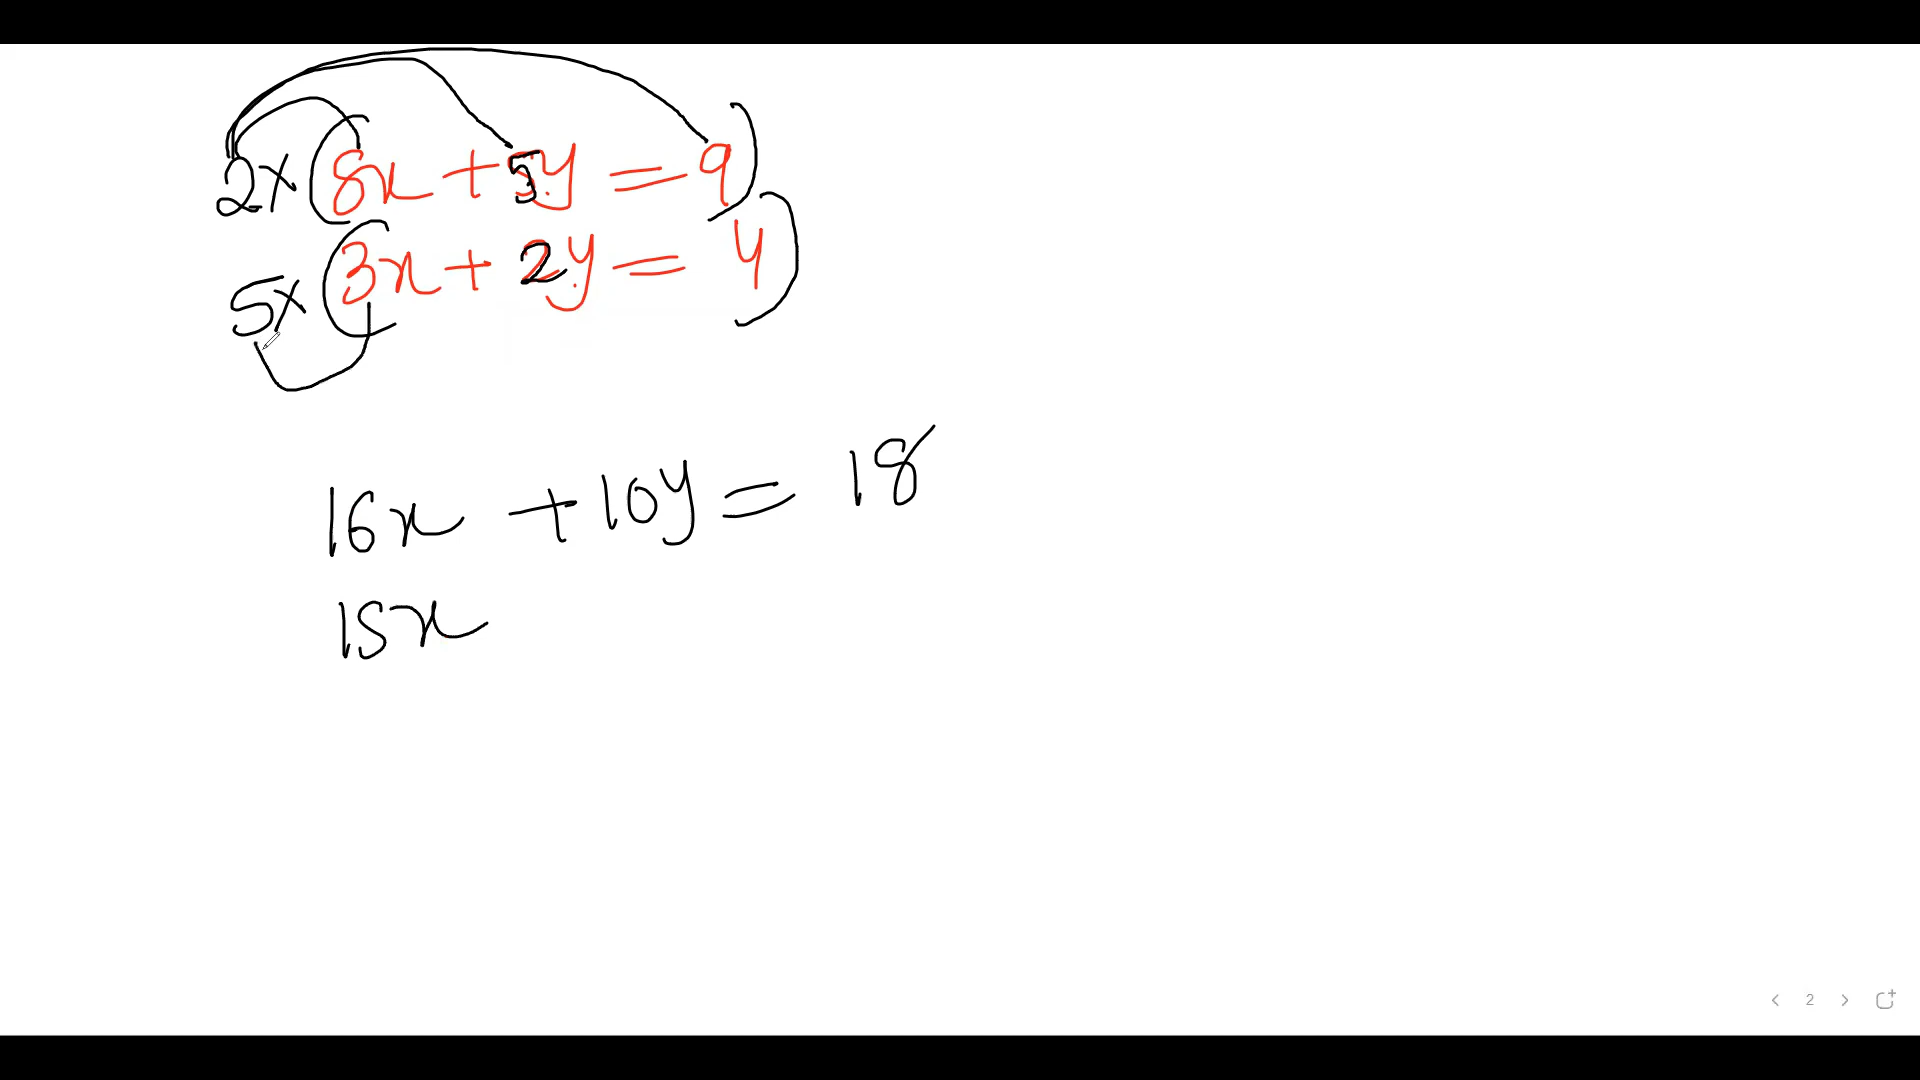 2x (8x + 5y = 9)
5x (3x + 2y = 4)
16x + 10y = 18
15x
2